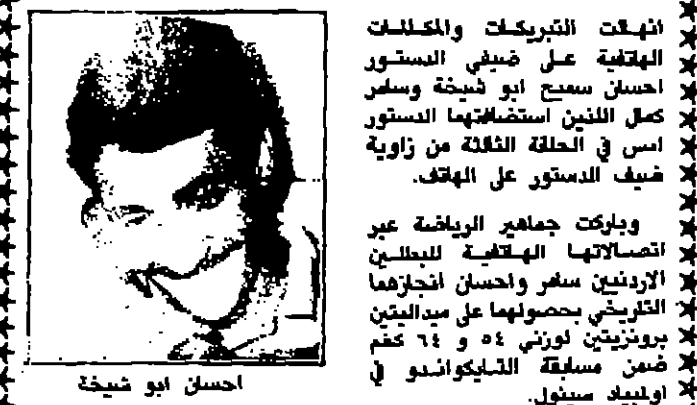 انهالت التبريكات والمكالمات
الهاتفية على ضيفي الدستور
احسان سميح ابو شيخة وسامر
كمال اللذين استضافتهما الدستور
امس في الحلقة الثالثة من زاوية
ضيف الدستور على الهاتف.
وباركت جماهير الرياضة عبر
اتصالاتها الهاتفية للبطلين
الاردنيين سامر واحسان انجازهما
التاريخي بحصولهما على ميداليتين
برونزيتين لوزني ٥٤ و ٦٤ كغم
ضمن مسابقة التايكواندو في
اولمبياد سيئول.
احسان ابو شيخة